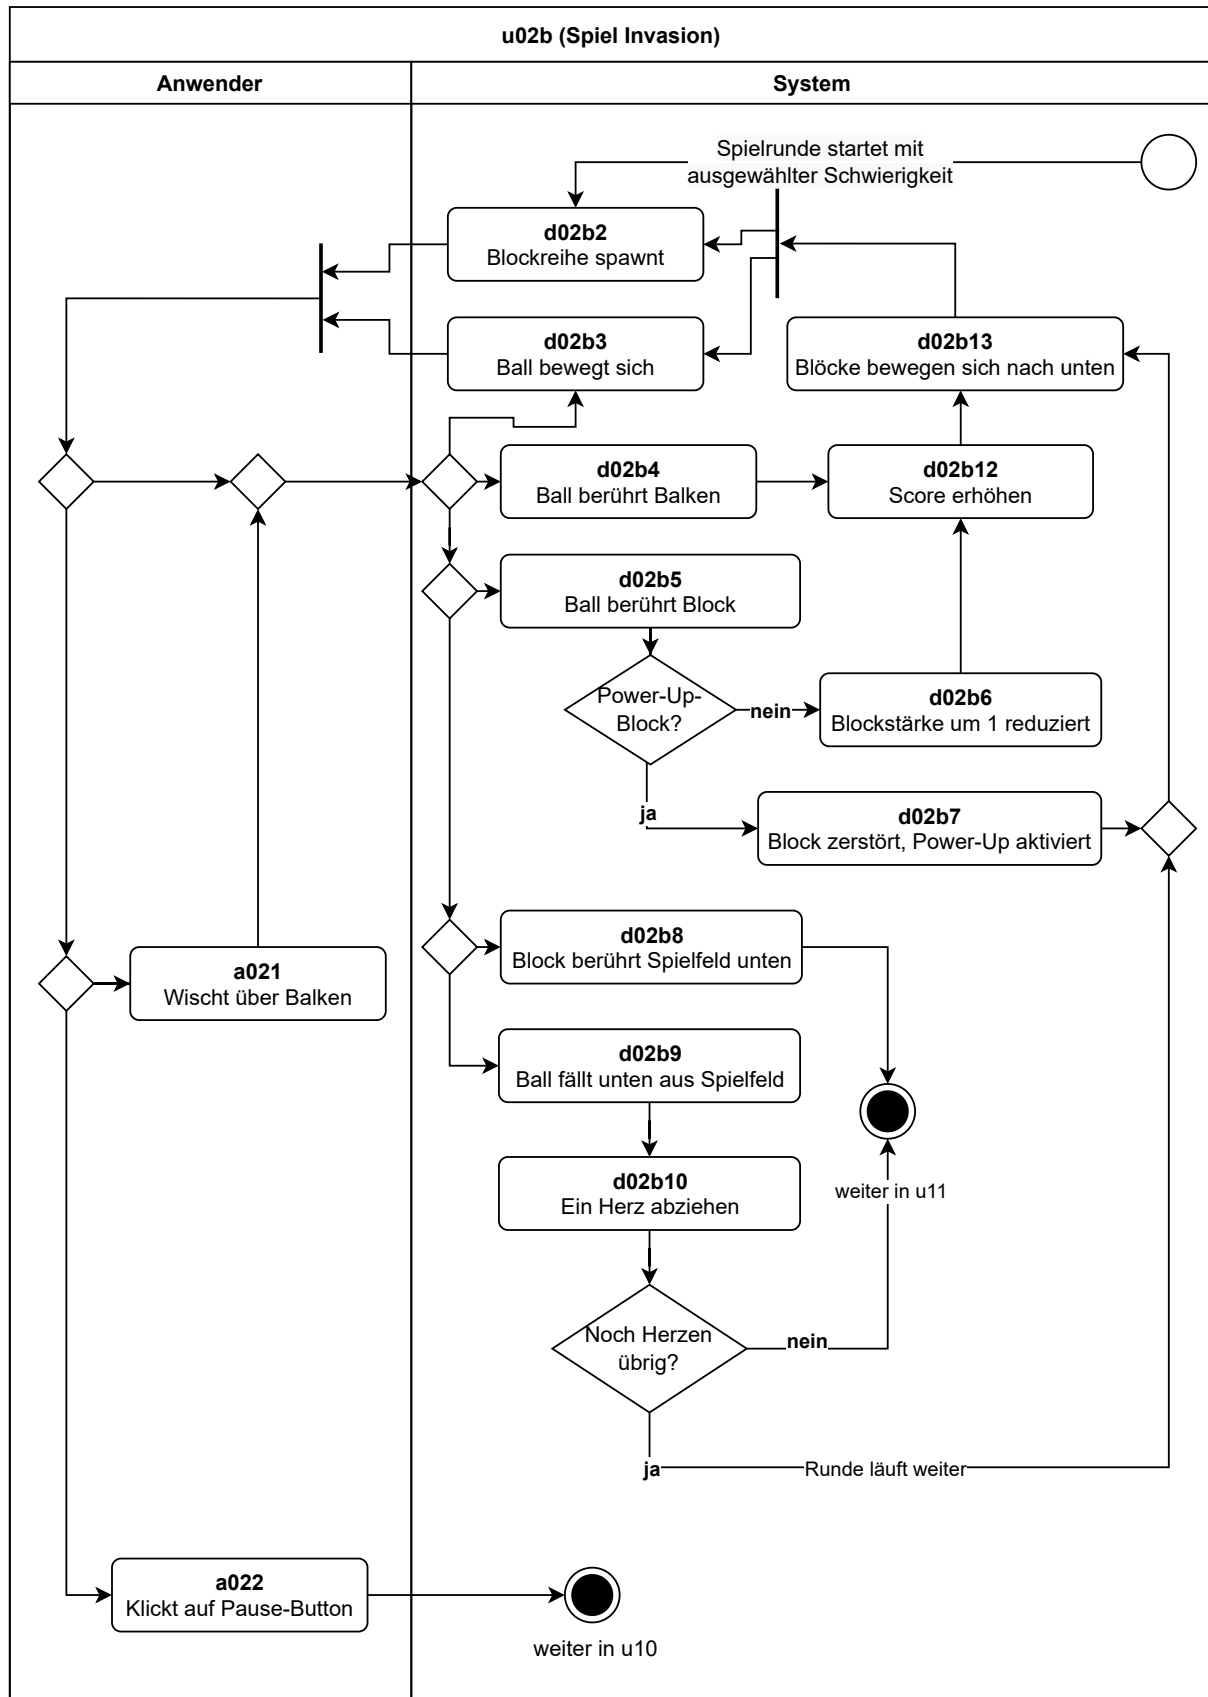 u02b (Spiel Invasion)
Anwender
System
Spielrunde startet mit
ausgewählter Schwierigkeit
d02b2
Blockreihe spawnt
d02b3
Ball bewegt sich
d02b13
Blöcke bewegen sich nach unten
d02b4
Ball berührt Balken
d02b12
Score erhöhen
d02b5
Ball berührt Block
Power-Up-
Block?
nein
d02b6
Blockstärke um 1 reduziert
ja
d02b7
Block zerstört, Power-Up aktiviert
d02b8
Block berührt Spielfeld unten
a021
Wischt über Balken
d02b9
Ball fällt unten aus Spielfeld
d02b10
Ein Herz abziehen
weiter in u11
Noch Herzen
übrig?
nein
ja
Runde läuft weiter
a022
Klickt auf Pause-Button
weiter in u10